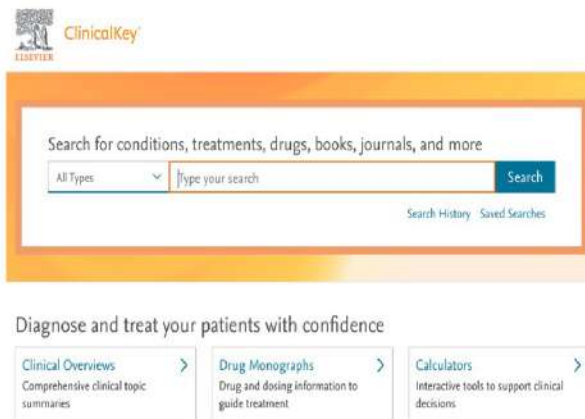 ELSEVIER
ClinicalKey®
Search for conditions, treatments, drugs, books, journals, and more
All Types
Type your search
Search
Search History Saved Searches
Diagnose and treat your patients with confidence
Clinical Overviews
Comprehensive clinical topic
summaries
Drug Monographs
Drug and dosing information to
guide treatment
Calculators
Interactive tools to support clinical
decisions